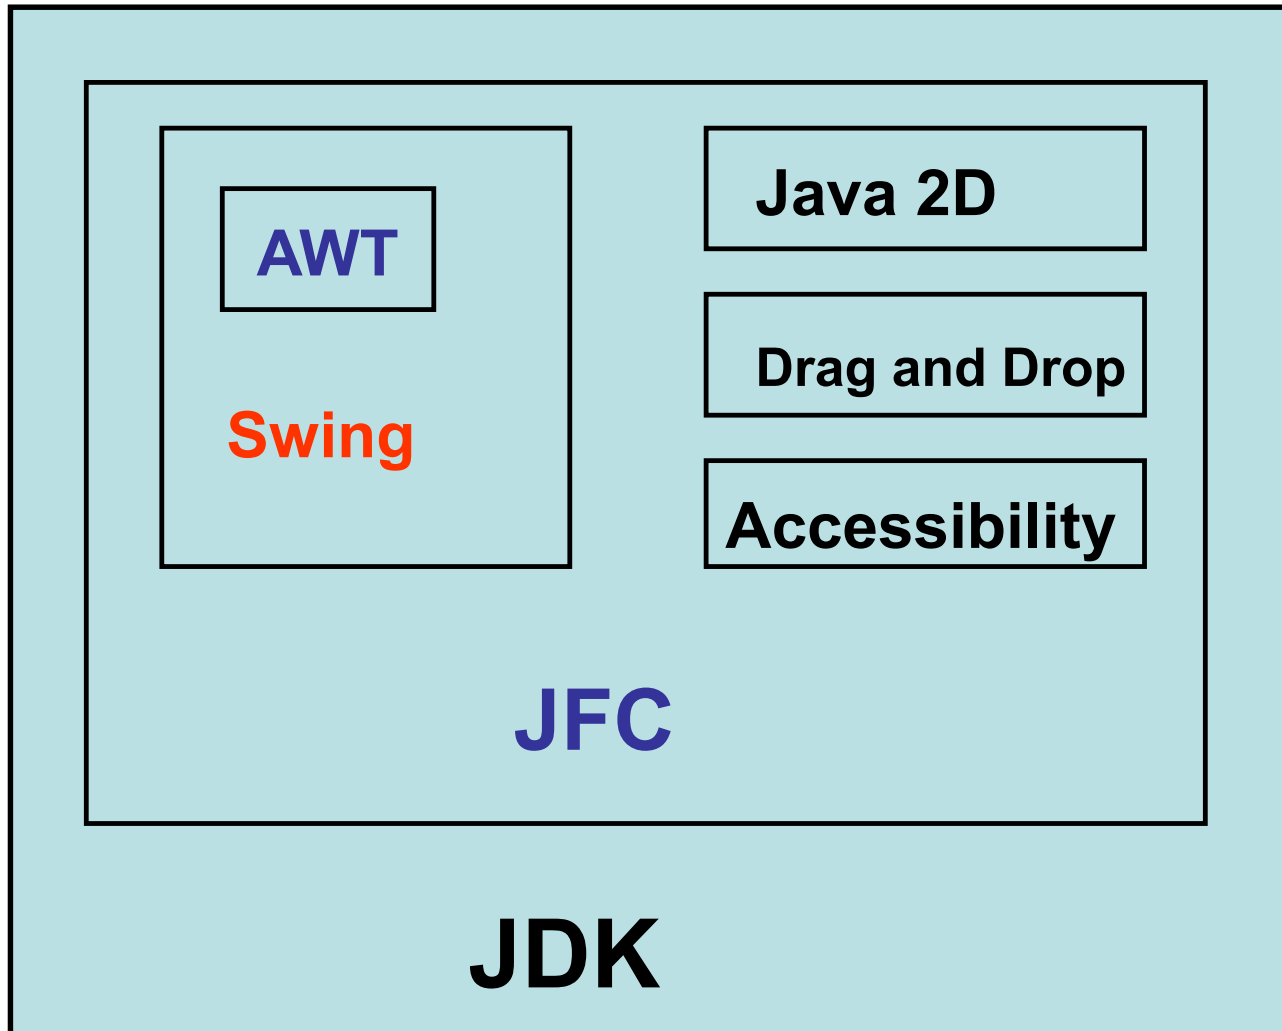 AWT
Swing
Java 2D
Drag and Drop
Accessibility
JFC
JDK